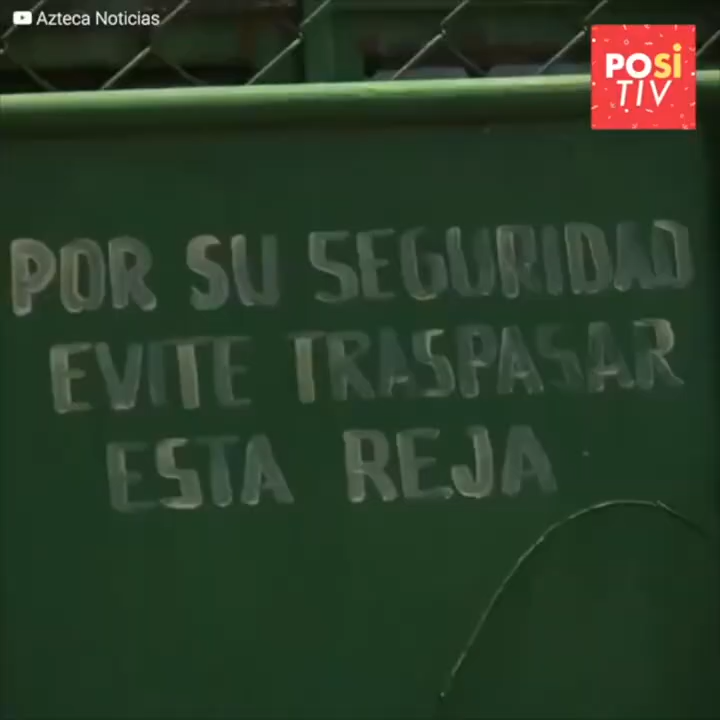 Azteca Noticias
POSi
TIV
POR SU SEGURIDAD
EVITE TRASPASAR
ESTA REJA